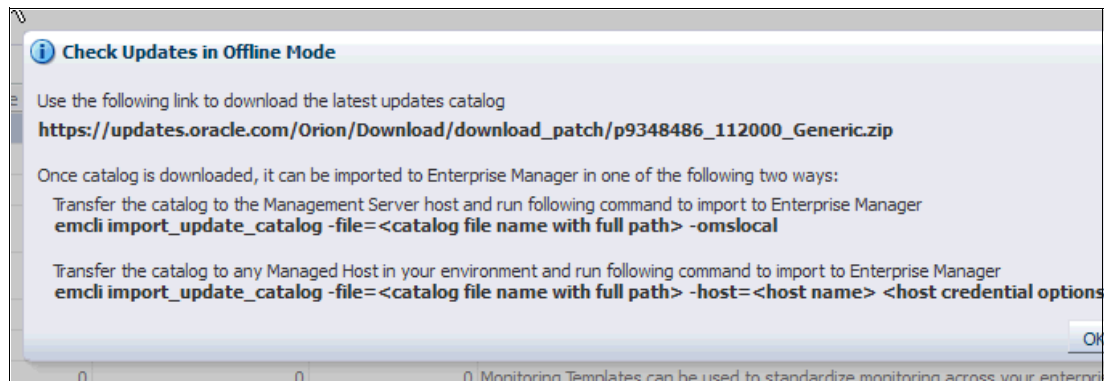 Check Updates in Offline Mode
Use the following link to download the latest updates catalog
https://updates.oracle.com/Orion/Download/download_patch/p9348486_112000_Generic.zip
Once catalog is downloaded, it can be imported to Enterprise Manager in one of the following two ways:
Transfer the catalog to the Management Server host and run following command to import to Enterprise Manager
emcli import_update_catalog -file=<catalog file name with full path> -omslocal
Transfer the catalog to any Managed Host in your environment and run following command to import to Enterprise Manager
emcli import_update_catalog -file=<catalog file name with full path> -host=<host name> <host credential options
OK
0 0 0 Monitoring Templates can be used to standardize monitoring across your enterpri